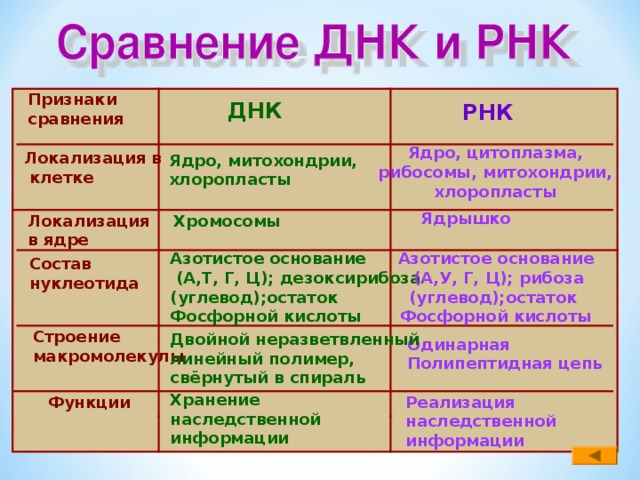 Сравнение ДНК и РНК
Признаки
сравнения
ДНК
РНК
Локализация в
клетке
Ядро, митохондрии,
хлоропласты
Ядро, цитоплазма,
рибосомы, митохондрии,
хлоропласты
Локализация
в ядре
Хромосомы
Ядрышко
Состав
нуклеотида
Азотистое основание
(А,Т, Г, Ц); дезоксирибоза
(углевод);остаток
Фосфорной кислоты
Азотистое основание
(А,У, Г, Ц); рибоза
(углевод);остаток
Фосфорной кислоты
Строение
макромолекулы
Двойной неразветвленный
линейный полимер,
свёрнутый в спираль
Одинарная
Полипептидная цепь
Функции
Хранение
наследственной
информации
Реализация
наследственной
информации